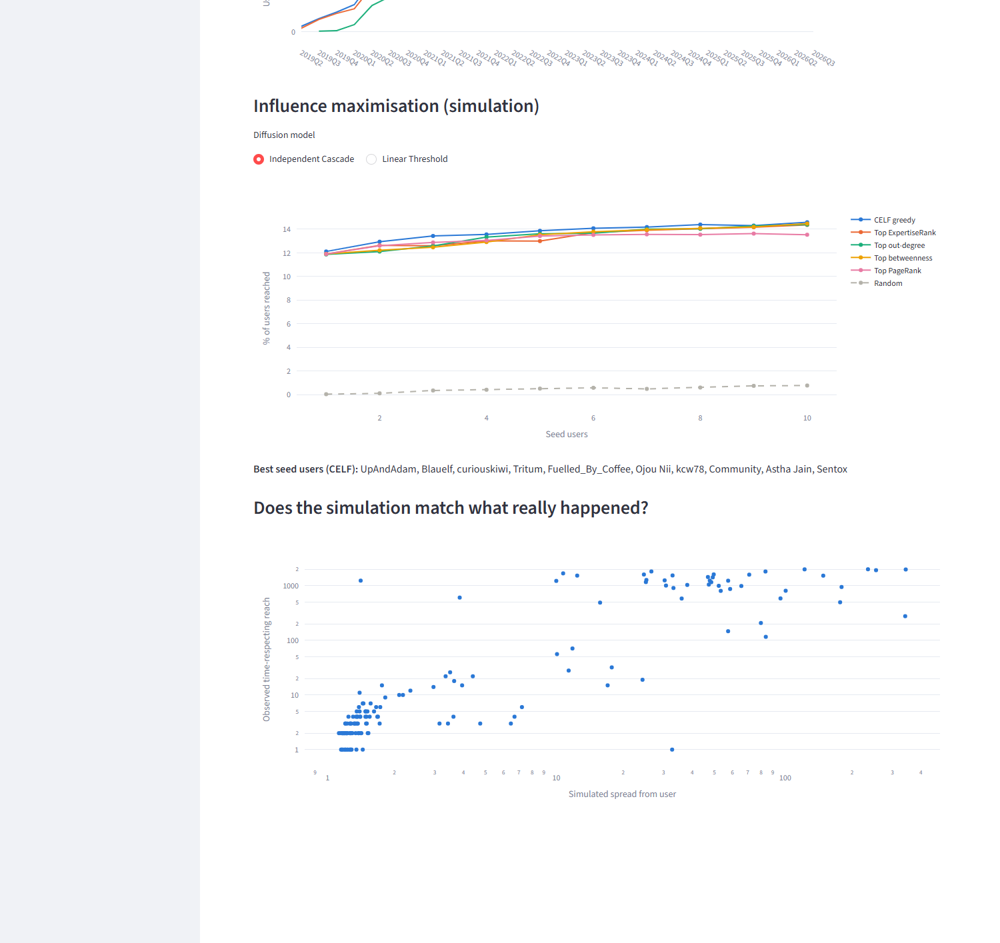 Us
0
2019Q2 2019Q3 2019Q4 2020Q1 2020Q2 2020Q3 2020Q4 2021Q1 2021Q2 2021Q3 2021Q4 2022Q1 2022Q2 2022Q3 2022Q4 2023Q1 2023Q2 2023Q3 2023Q4 2024Q1 2024Q2 2024Q3 2024Q4 2025Q1 2025Q2 2025Q3 2025Q4 2026Q1 2026Q2 2026Q3
Influence maximisation (simulation)
Diffusion model
Independent Cascade Linear Threshold
% of users reached
14
12
10
8
6
4
2
0
2 4 6 8 10
Seed users
CELF greedy
Top ExpertiseRank
Top out-degree
Top betweenness
Top PageRank
Random
Best seed users (CELF): UpAndAdam, Blauelf, curiouskiwi, Tritum, Fuelled_By_Coffee, Ojou Nii, kcw78, Community, Astha Jain, Sentox
Does the simulation match what really happened?
Observed time-respecting reach
2
1000
5
2
100
5
2
10
5
2
1
9 1 2 3 4 5 6 7 8 9 10 2 3 4 5 6 7 8 9 100 2 3 4
Simulated spread from user